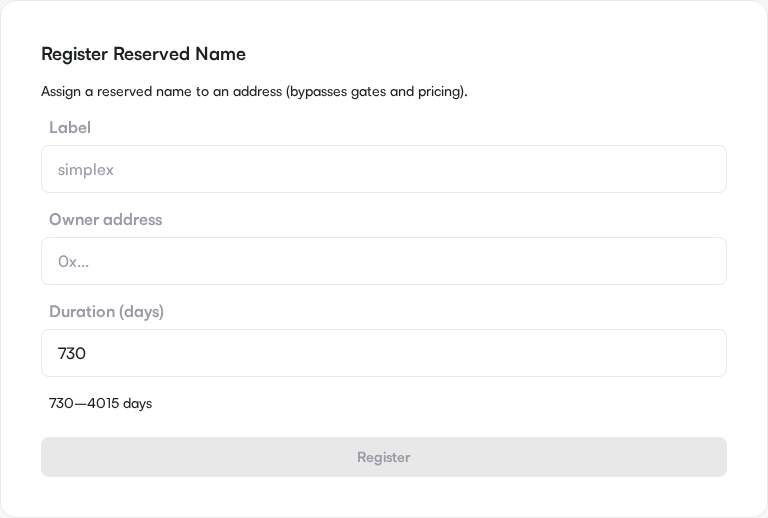 Register Reserved Name
Assign a reserved name to an address (bypasses gates and pricing).
Label
simplex
Owner address
0x...
Duration (days)
730
730—4015 days
Register